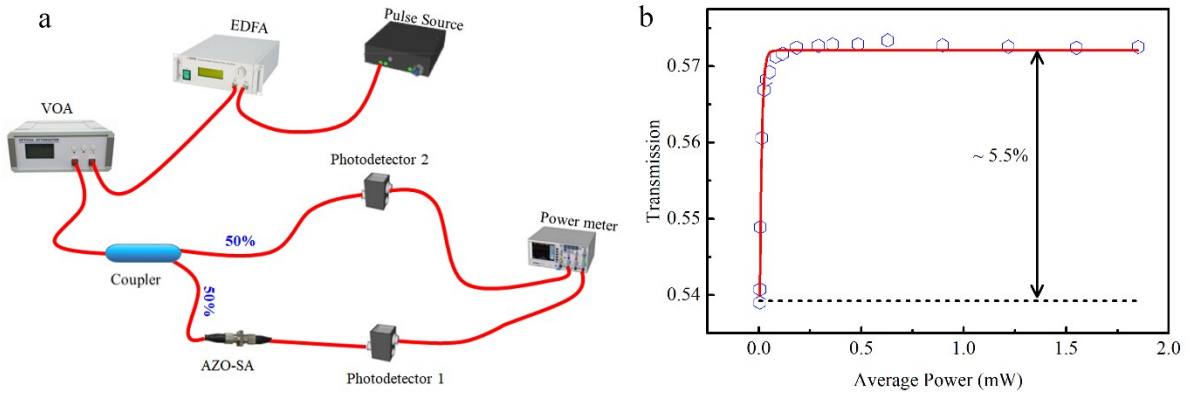 a
EDFA
Pulse Source
VOA
Photodetector 2
Power meter
50%
Coupler
50%
AZO-SA
Photodetector 1
b
Transmission
0.57
0.56
0.55
0.54
~ 5.5%
0.0
0.5
1.0
1.5
2.0
Average Power (mW)